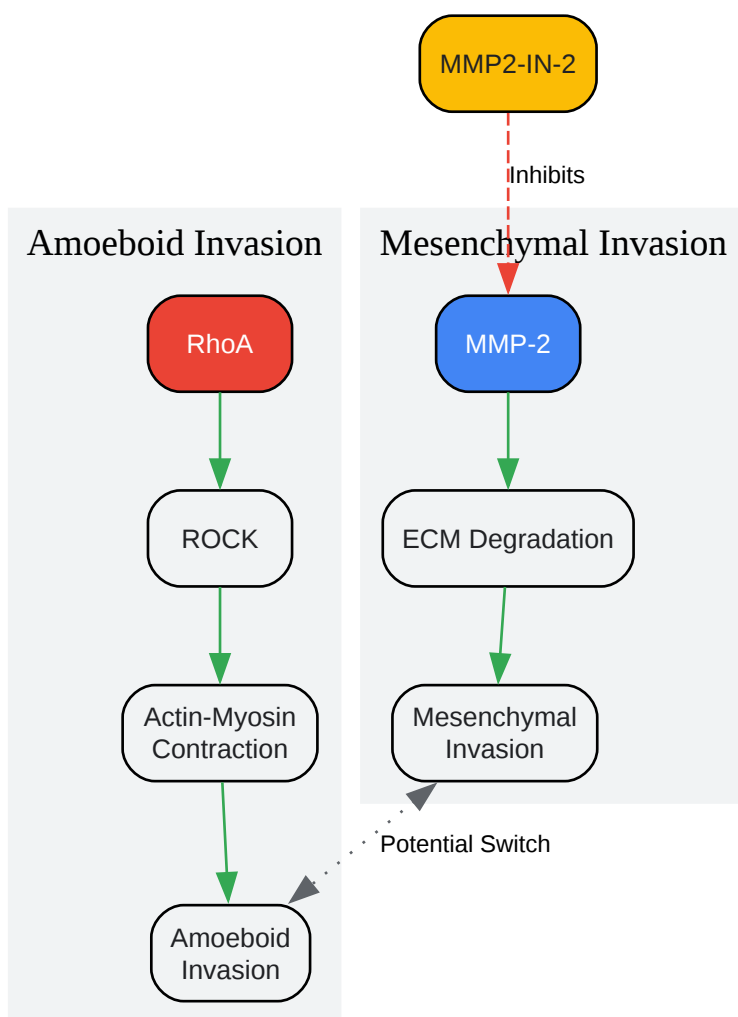 MMP2-IN-2
Inhibits
Amoeboid Invasion
Mesenchymal Invasion
RhoA
MMP-2
ROCK
ECM Degradation
Actin-Myosin
Contraction
Mesenchymal
Invasion
Potential Switch
Amoeboid
Invasion